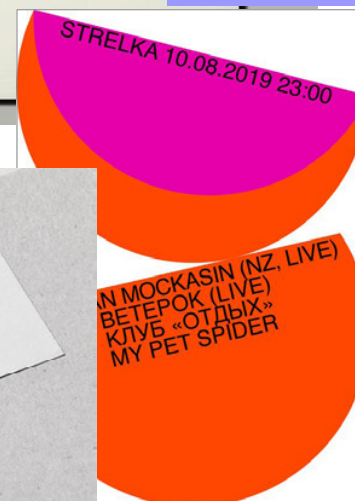 STRELKA 10.08.2019 23:00
AN MOCKASIN (NZ, LIVE)
ВЕТЕРОК (LIVE)
КЛУБ «ОТДЫХ»
MY PET SPIDER